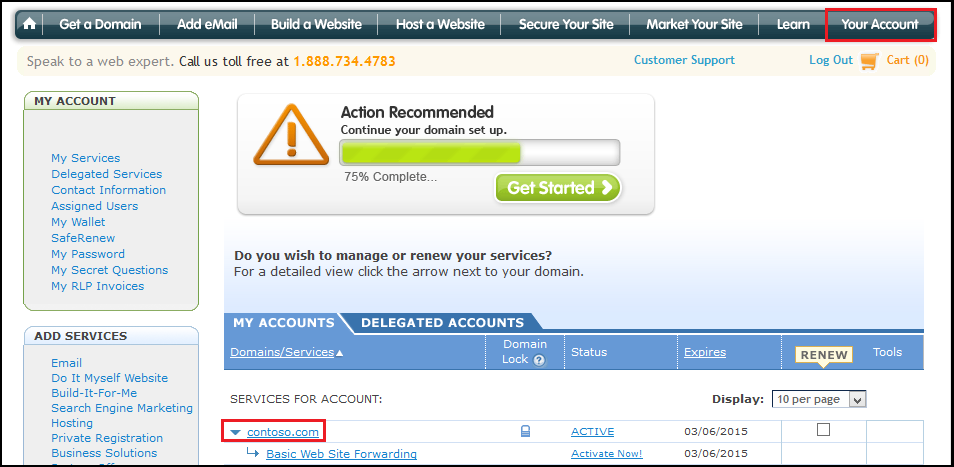 Get a Domain Add eMail Build a Website Host a Website Secure Your Site Market Your Site Learn Your Account
Speak to a web expert. Call us toll free at 1.888.734.4783 Customer Support Log Out Cart (0)
MY ACCOUNT
My Services
Delegated Services
Contact Information
Assigned Users
My Wallet
SafeRenew
My Password
My Secret Questions
My RLP Invoices
ADD SERVICES
Email
Do It Myself Website
Build-It-For-Me
Search Engine Marketing
Hosting
Private Registration
Business Solutions
Action Recommended
Continue your domain set up.
75% Complete...
Get Started
Do you wish to manage or renew your services?
For a detailed view click the arrow next to your domain.
MY ACCOUNTS DELEGATED ACCOUNTS
Domains/Services Domain Lock ? Status Expires RENEW Tools
SERVICES FOR ACCOUNT: Display: 10 per page
contoso.com ACTIVE 03/06/2015
Basic Web Site Forwarding Activate Now! 03/06/2015